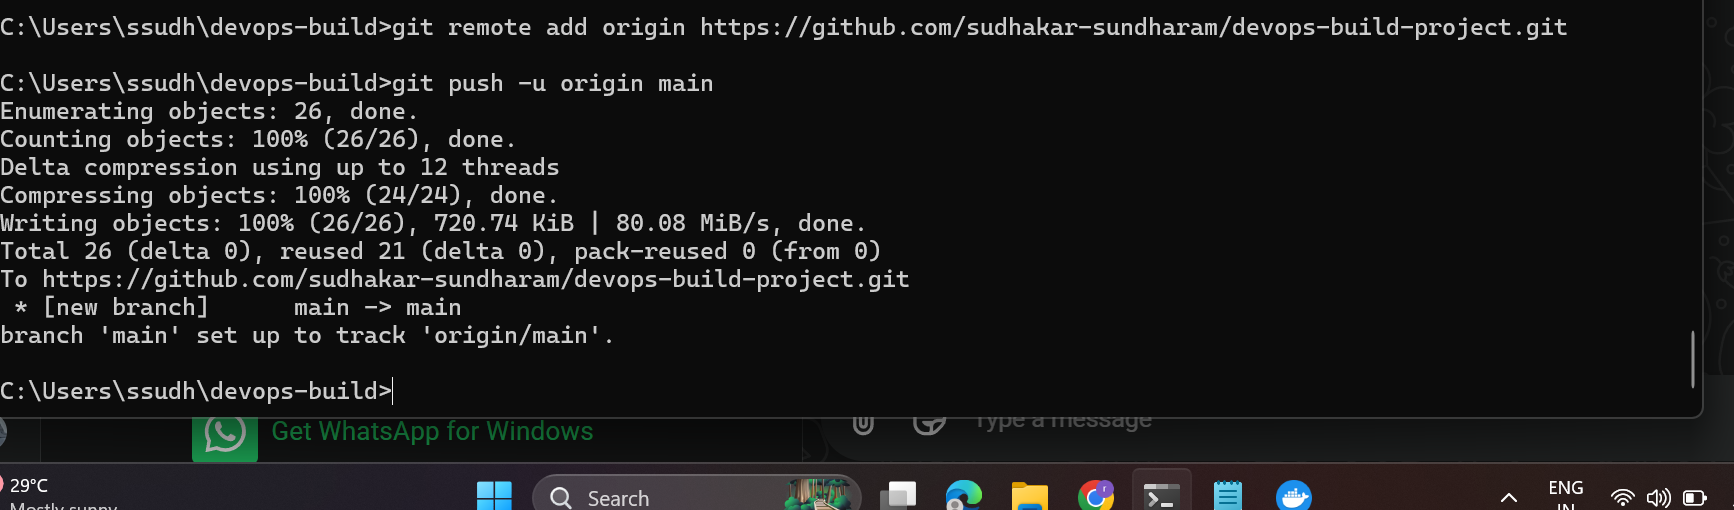 C:\Users\ssudh\devops-build>git remote add origin https://github.com/sudhakar-sundharam/devops-build-project.git
C:\Users\ssudh\devops-build>git push -u origin main
Enumerating objects: 26, done.
Counting objects: 100% (26/26), done.
Delta compression using up to 12 threads
Compressing objects: 100% (24/24), done.
Writing objects: 100% (26/26), 720.74 KiB | 80.08 MiB/s, done.
Total 26 (delta 0), reused 21 (delta 0), pack-reused 0 (from 0)
To https://github.com/sudhakar-sundharam/devops-build-project.git
 * [new branch]      main -> main
branch 'main' set up to track 'origin/main'.
C:\Users\ssudh\devops-build>
Get WhatsApp for Windows
Type a message
29°C
Mostly sunny
Search
r
ENG
IN